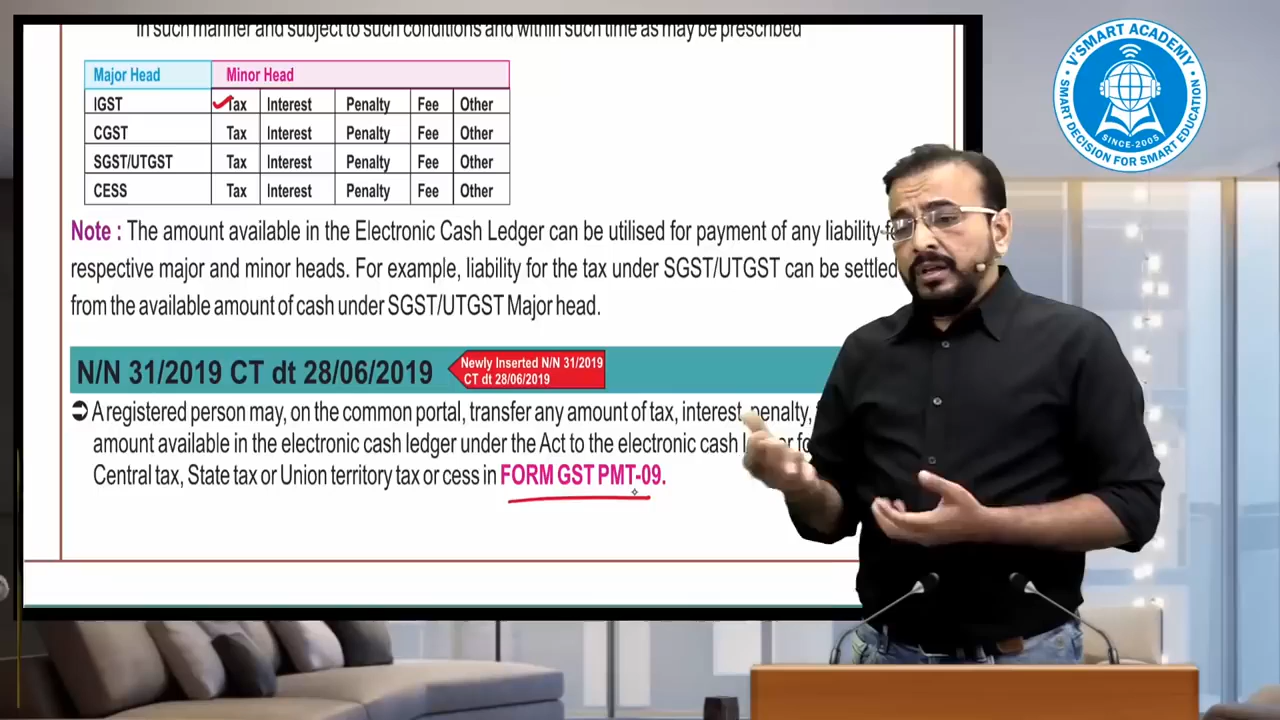 in such manner and subject to such conditions and within such time as may be prescribed
Major Head Minor Head
IGST Tax Interest Penalty Fee Other
CGST Tax Interest Penalty Fee Other
SGST/UTGST Tax Interest Penalty Fee Other
CESS Tax Interest Penalty Fee Other
Note : The amount available in the Electronic Cash Ledger can be utilised for payment of any liability
respective major and minor heads. For example, liability for the tax under SGST/UTGST can be settled
from the available amount of cash under SGST/UTGST Major head.
N/N 31/2019 CT dt 28/06/2019
Newly Inserted N/N 31/2019
CT dt 28/06/2019
A registered person may, on the common portal, transfer any amount of tax, interest, penalty,
amount available in the electronic cash ledger under the Act to the electronic cash
Central tax, State tax or Union territory tax or cess in FORM GST PMT-09.
V'SMART ACADEMY
SMART DECISION FOR SMART EDUCATION
SINCE-2005